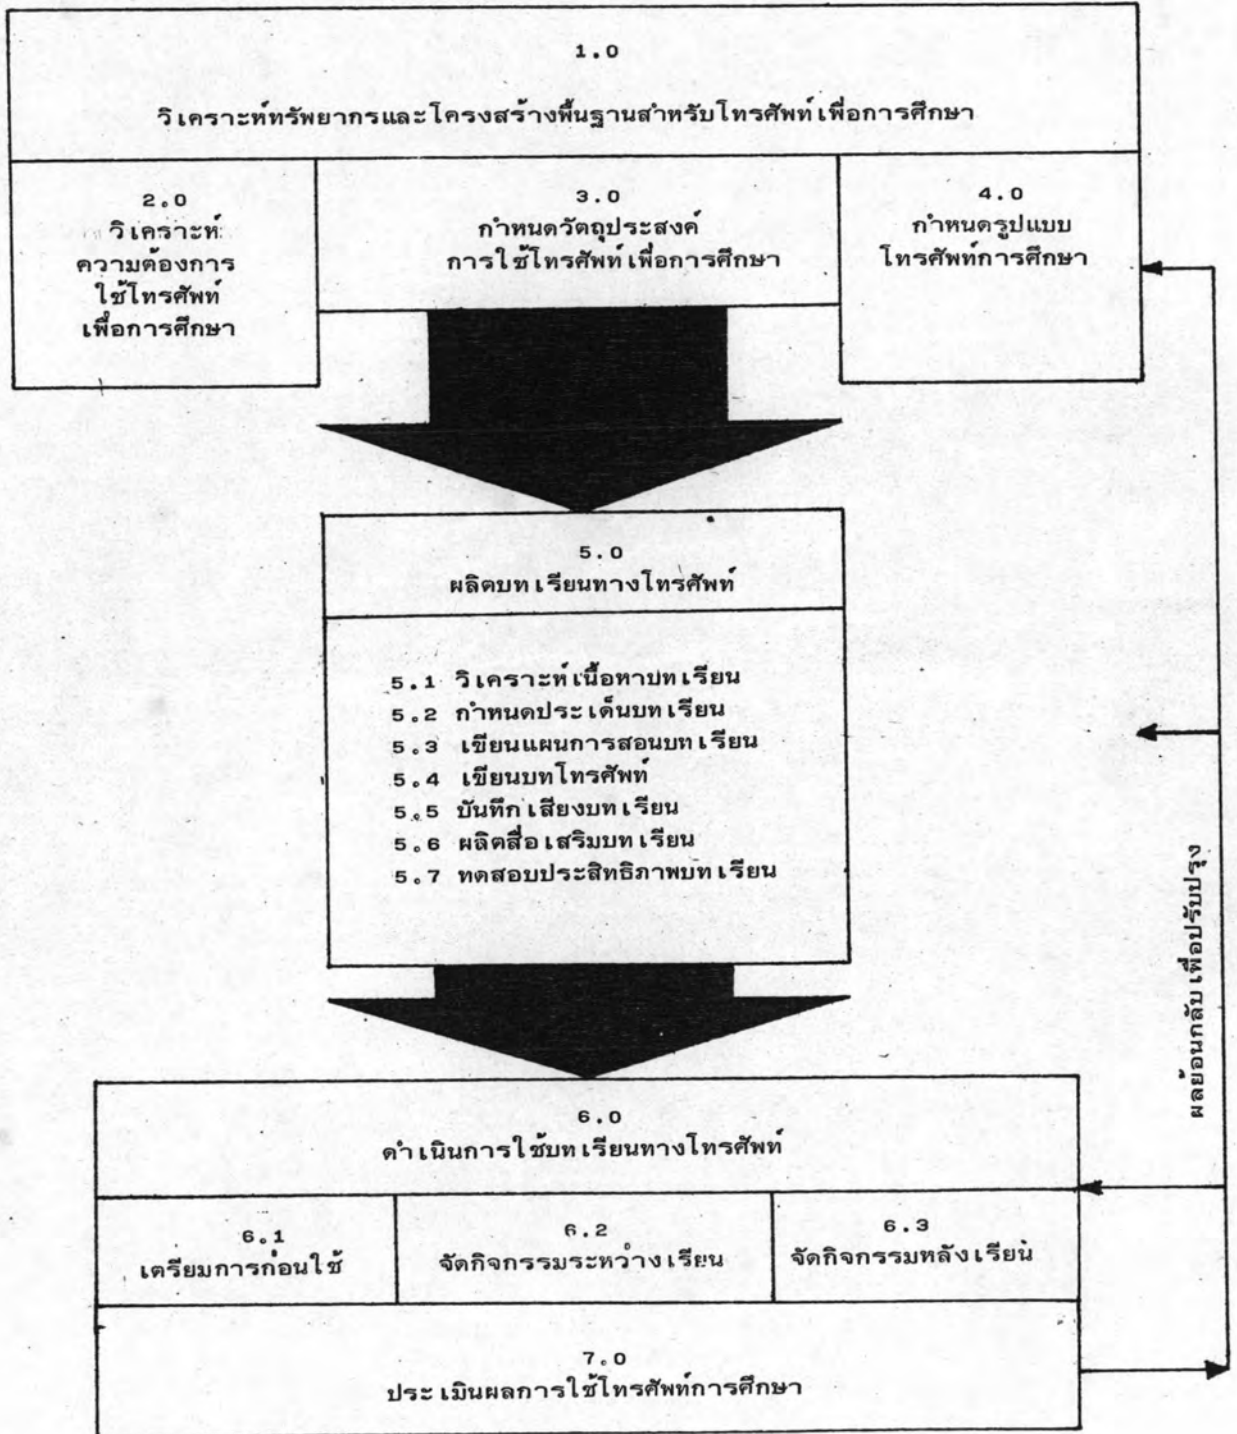 1.0
วิเคราะห์ทรัพยากรและโครงสร้างพื้นฐานสำหรับโทรศัพท์เพื่อการศึกษา
2.0
วิเคราะห์
ความต้องการ
ใช้โทรศัพท์
เพื่อการศึกษา
3.0
กำหนดวัตถุประสงค์
การใช้โทรศัพท์เพื่อการศึกษา
4.0
กำหนดรูปแบบ
โทรศัพท์การศึกษา
5.0
ผลิตบทเรียนทางโทรศัพท์
5.1 วิเคราะห์เนื้อหาบทเรียน
5.2 กำหนดประเด็นบทเรียน
5.3 เขียนแผนการสอนบทเรียน
5.4 เขียนบทโทรศัพท์
5.5 บันทึกเสียงบทเรียน
5.6 ผลิตสื่อเสริมบทเรียน
5.7 ทดสอบประสิทธิภาพบทเรียน
ผลย้อนกลับเพื่อปรับปรุง
6.0
ดำเนินการใช้บทเรียนทางโทรศัพท์
6.1
เตรียมการก่อนใช้
6.2
จัดกิจกรรมระหว่างเรียน
6.3
จัดกิจกรรมหลังเรียน
7.0
ประเมินผลการใช้โทรศัพท์การศึกษา